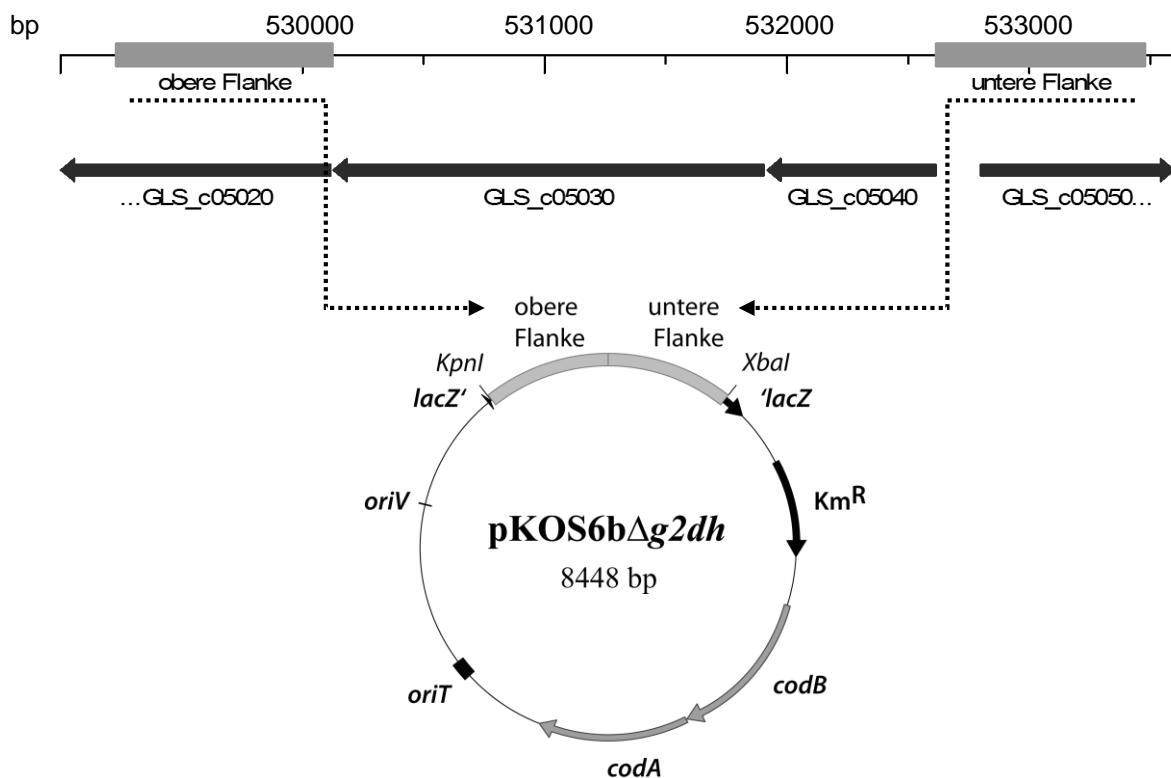 bp 530000 531000 532000 533000
obere Flanke untere Flanke
...GLS_c05020 GLS_c05030 GLS_c05040 GLS_c05050...
obere untere
Flanke Flanke
KpnI XbaI
lacZ' 'lacZ
oriV KmR
pKOS6bΔg2dh
8448 bp
oriT codB
codA